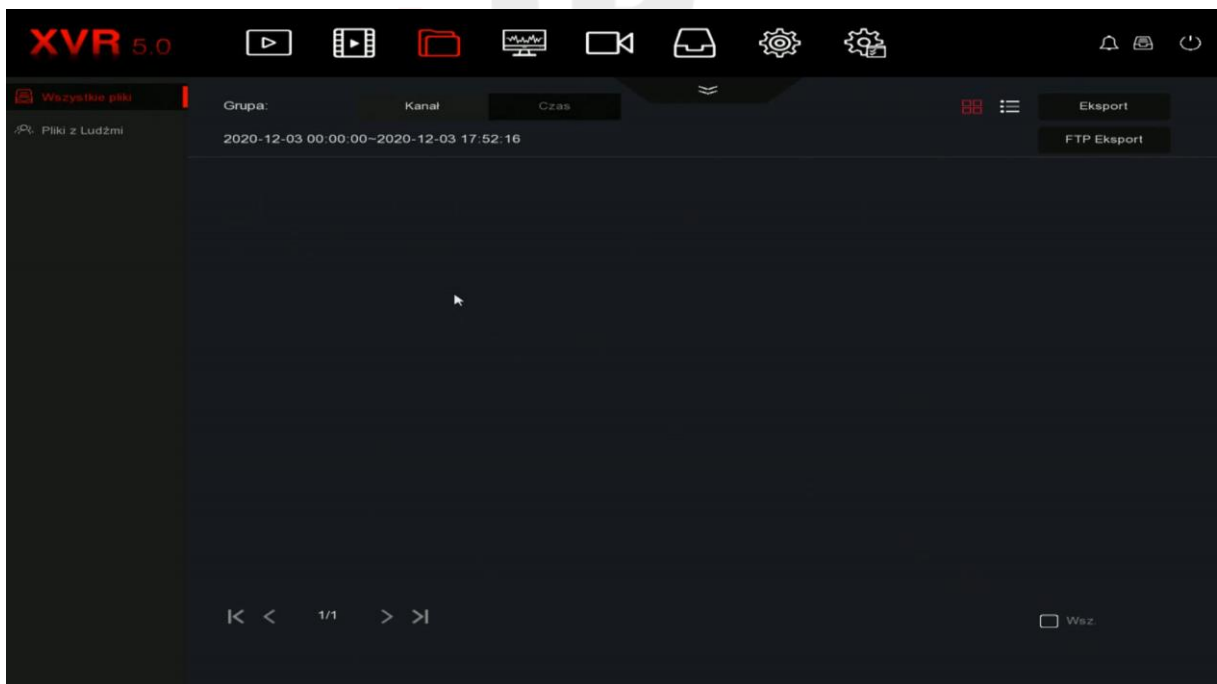 XVR 5.0
Wszystkie pliki
Pliki z Ludźmi
Grupa: Kanał Czas
Eksport
2020-12-03 00:00:00~2020-12-03 17:52:16
FTP Eksport
1/1
Wsz.